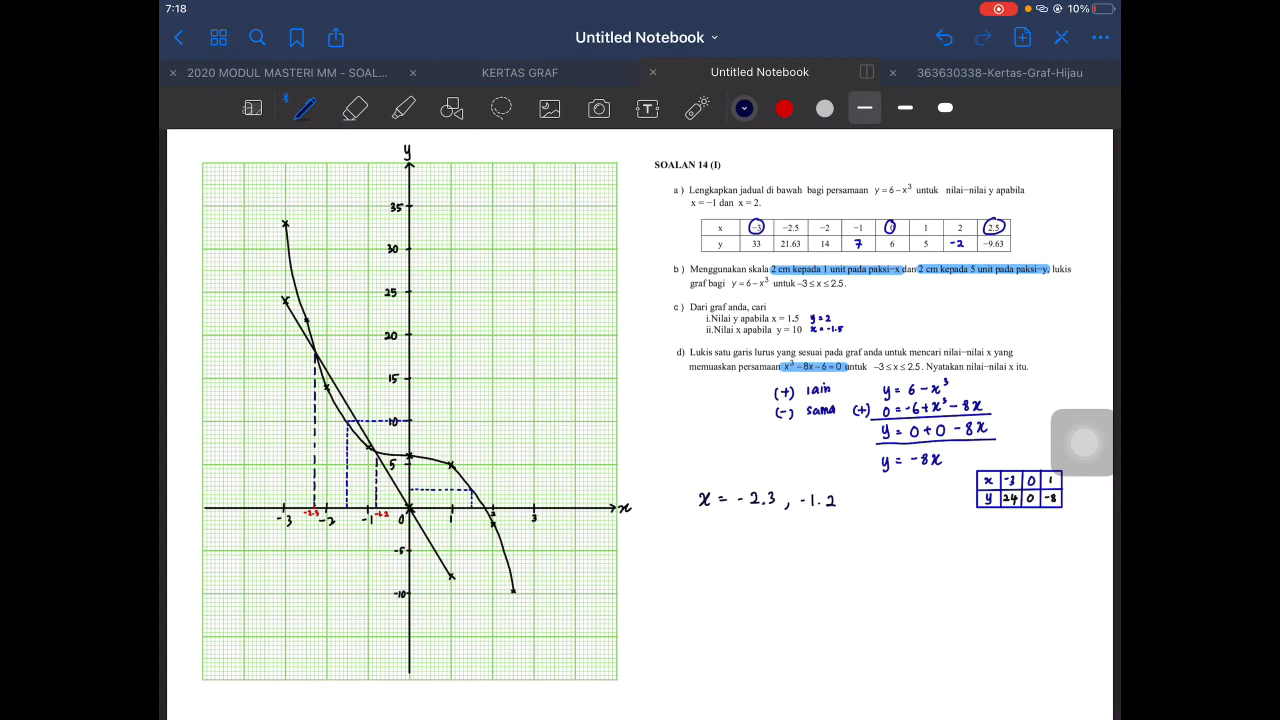 7:18
10%
Untitled Notebook
2020 MODUL MASTERI MM - SOAL...
KERTAS GRAF
Untitled Notebook
363630338-Kertas-Graf-Hijau
SOALAN 14 (I)
a ) Lengkapkan jadual di bawah bagi persamaan y = 6 − x³ untuk nilai−nilai y apabila
x = −1 dan x = 2.
x −3 −2.5 −2 −1 0 1 2 2.5
y 33 21.63 14 7 6 5 -2 −9.63
b ) Menggunakan skala 2 cm kepada 1 unit pada paksi−x dan 2 cm kepada 5 unit pada paksi−y, lukis
graf bagi y = 6 − x³ untuk −3 ≤ x ≤ 2.5.
c ) Dari graf anda, cari
i.Nilai y apabila x = 1.5 y = 2
ii.Nilai x apabila y = 10 x = -1.5
d) Lukis satu garis lurus yang sesuai pada graf anda untuk mencari nilai−nilai x yang
memuaskan persamaan x³ − 8x − 6 = 0 untuk −3 ≤ x ≤ 2.5. Nyatakan nilai−nilai x itu.
(+) lain
(-) sama
y = 6 - x³
(+) 0 = -6 + x³ - 8x
y = 0 + 0 - 8x
y = -8x
x -3 0 1
y 24 0 -8
x = -2.3 , -1.2
y
35
30
25
20
15
10
5
-3 -2.3 -2 -1 -1.2 0 1 2 3 x
-5
-10